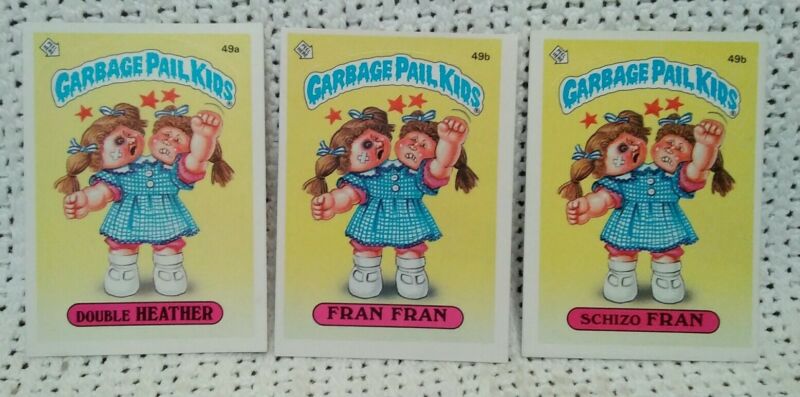 49a
GARBAGE PAIL KIDS
DOUBLE HEATHER
49b
GARBAGE PAIL KIDS
FRAN FRAN
49b
GARBAGE PAIL KIDS
SCHIZO FRAN